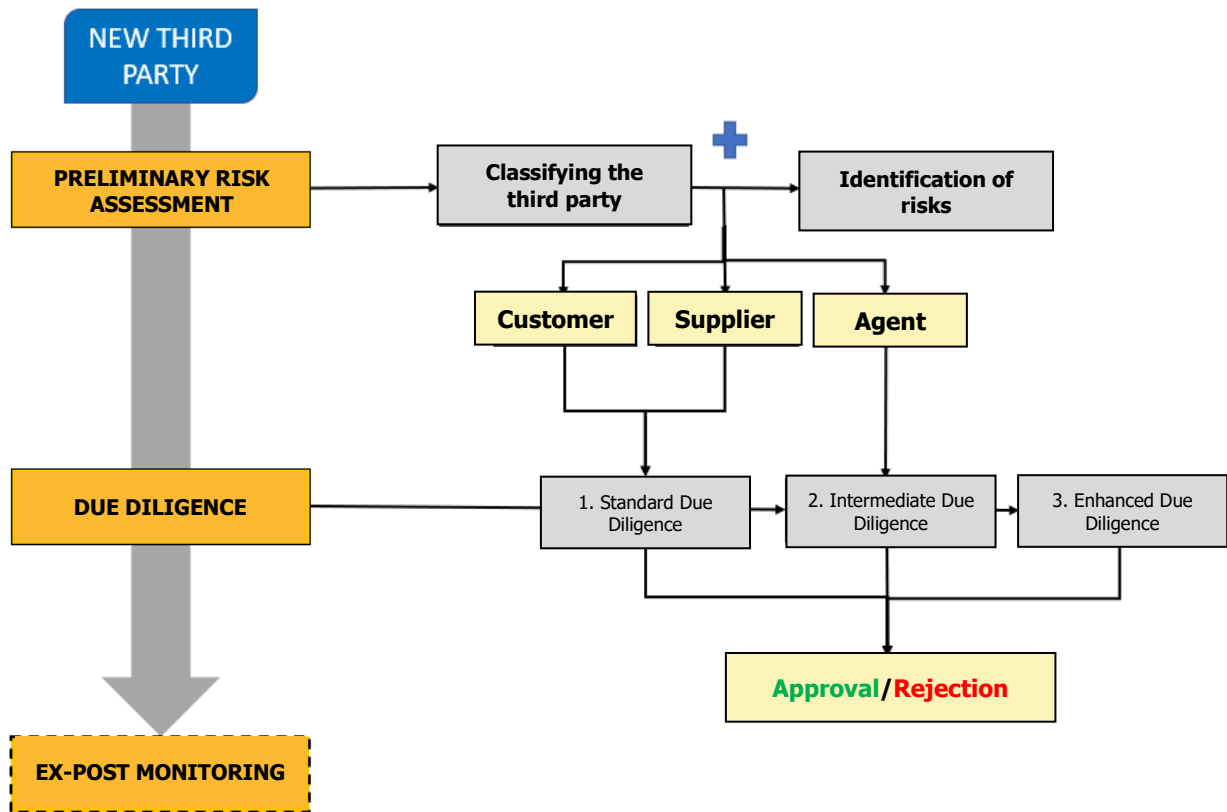 NEW THIRD
PARTY
PRELIMINARY RISK
ASSESSMENT
Classifying the
third party
Identification of
risks
Customer
Supplier
Agent
DUE DILIGENCE
1. Standard Due
Diligence
2. Intermediate Due
Diligence
3. Enhanced Due
Diligence
Approval/Rejection
EX-POST MONITORING